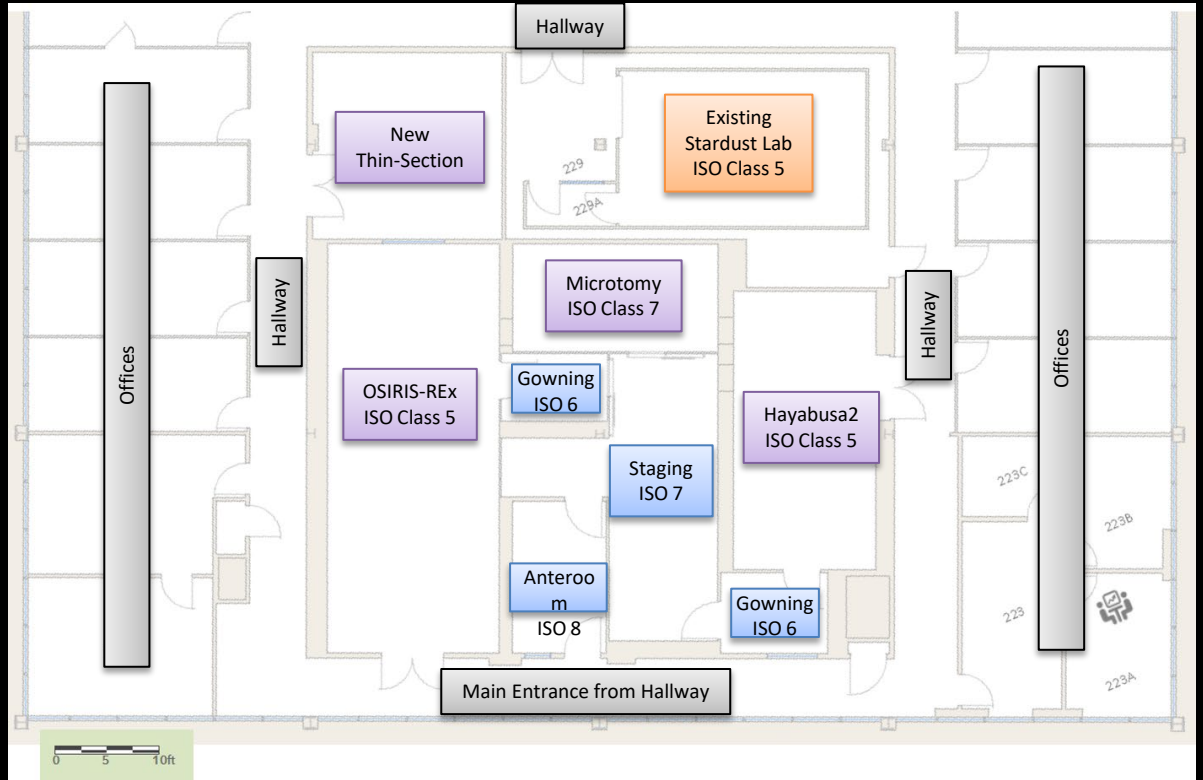 Hallway
New
Thin-Section
Existing
Stardust Lab
ISO Class 5
229
229A
Microtomy
ISO Class 7
Hallway
Hallway
Offices
Offices
OSIRIS-REx
ISO Class 5
Gowning
ISO 6
Hayabusa2
ISO Class 5
Staging
ISO 7
223C
223B
Anteroo
m
ISO 8
Gowning
ISO 6
223
223A
Main Entrance from Hallway
0 5 10ft